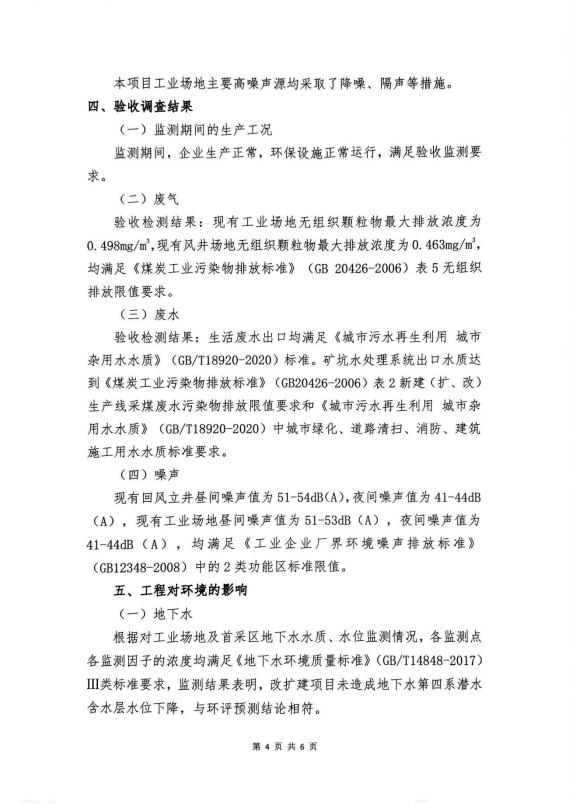 本项目工业场地主要高噪声源均采取了降噪、隔声等措施。
四、验收调查结果
（一）监测期间的生产工况
监测期间，企业生产正常，环保设施正常运行，满足验收监测要
求。
（二）废气
验收检测结果：现有工业场地无组织颗粒物最大排放浓度为
0.498mg/m³,现有风井场地无组织颗粒物最大排放浓度为0.463mg/m³，
均满足《煤炭工业污染物排放标准》（GB 20426-2006）表5无组织
排放限值要求。
（三）废水
验收检测结果：生活废水出口均满足《城市污水再生利用 城市
杂用水水质》（GB/T18920-2020）标准。矿坑水处理系统出口水质达
到《煤炭工业污染物排放标准》（GB20426-2006）表2新建（扩、改）
生产线采煤废水污染物排放限值要求和《城市污水再生利用 城市杂
用水水质》（GB/T18920-2020）中城市绿化、道路清扫、消防、建筑
施工用水水质标准要求。
（四）噪声
现有回风立井昼间噪声值为51-54dB(A)，夜间噪声值为41-44dB
（A），现有工业场地昼间噪声值为51-53dB（A），夜间噪声值为
41-44dB（A），均满足《工业企业厂界环境噪声排放标准》
（GB12348-2008）中的2类功能区标准限值。
五、工程对环境的影响
（一）地下水
根据对工业场地及首采区地下水水质、水位监测情况，各监测点
各监测因子的浓度均满足《地下水环境质量标准》（GB/T14848-2017）
Ⅲ类标准要求，监测结果表明，改扩建项目未造成地下水第四系潜水
含水层水位下降，与环评预测结论相符。
第 4 页 共 6 页